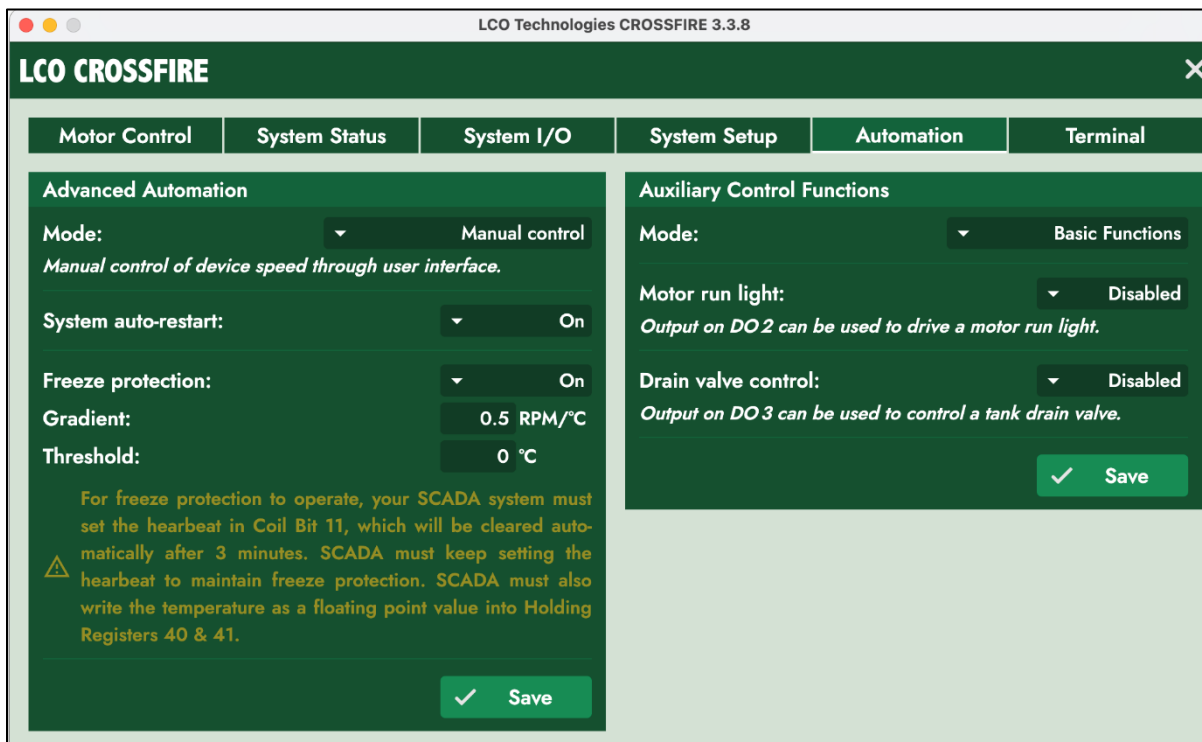 LCO Technologies CROSSFIRE 3.3.8
LCO CROSSFIRE
Motor Control
System Status
System I/O
System Setup
Automation
Terminal
Advanced Automation
Mode: Manual control
Manual control of device speed through user interface.
System auto-restart: On
Freeze protection: On
Gradient: 0.5 RPM/°C
Threshold: 0 °C
For freeze protection to operate, your SCADA system must
set the hearbeat in Coil Bit 11, which will be cleared auto-
matically after 3 minutes. SCADA must keep setting the
hearbeat to maintain freeze protection. SCADA must also
write the temperature as a floating point value into Holding
Registers 40 & 41.
Save
Auxiliary Control Functions
Mode: Basic Functions
Motor run light: Disabled
Output on DO2 can be used to drive a motor run light.
Drain valve control: Disabled
Output on DO3 can be used to control a tank drain valve.
Save